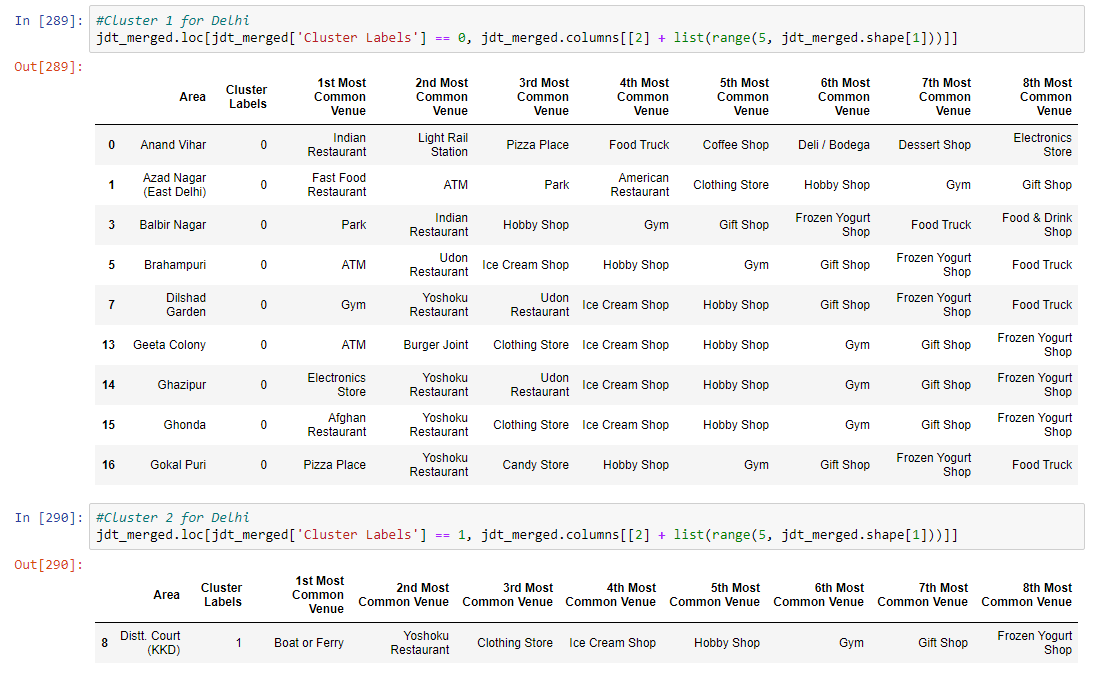 In [289]: #Cluster 1 for Delhi
jdt_merged.loc[jdt_merged['Cluster Labels'] == 0, jdt_merged.columns[[2] + list(range(5, jdt_merged.shape[1]))]]
Out[289]:
Area Cluster Labels 1st Most Common Venue 2nd Most Common Venue 3rd Most Common Venue 4th Most Common Venue 5th Most Common Venue 6th Most Common Venue 7th Most Common Venue 8th Most Common Venue
0 Anand Vihar 0 Indian Restaurant Light Rail Station Pizza Place Food Truck Coffee Shop Deli / Bodega Dessert Shop Electronics Store
1 Azad Nagar (East Delhi) 0 Fast Food Restaurant ATM Park American Restaurant Clothing Store Hobby Shop Gym Gift Shop
3 Balbir Nagar 0 Park Indian Restaurant Hobby Shop Gym Gift Shop Frozen Yogurt Shop Food Truck Food & Drink Shop
5 Brahampuri 0 ATM Udon Restaurant Ice Cream Shop Hobby Shop Gym Gift Shop Frozen Yogurt Shop Food Truck
7 Dilshad Garden 0 Gym Yoshoku Restaurant Udon Restaurant Ice Cream Shop Hobby Shop Gift Shop Frozen Yogurt Shop Food Truck
13 Geeta Colony 0 ATM Burger Joint Clothing Store Ice Cream Shop Hobby Shop Gym Gift Shop Frozen Yogurt Shop
14 Ghazipur 0 Electronics Store Yoshoku Restaurant Udon Restaurant Ice Cream Shop Hobby Shop Gym Gift Shop Frozen Yogurt Shop
15 Ghonda 0 Afghan Restaurant Yoshoku Restaurant Clothing Store Ice Cream Shop Hobby Shop Gym Gift Shop Frozen Yogurt Shop
16 Gokal Puri 0 Pizza Place Yoshoku Restaurant Candy Store Hobby Shop Gym Gift Shop Frozen Yogurt Shop Food Truck
In [290]: #Cluster 2 for Delhi
jdt_merged.loc[jdt_merged['Cluster Labels'] == 1, jdt_merged.columns[[2] + list(range(5, jdt_merged.shape[1]))]]
Out[290]:
Area Cluster Labels 1st Most Common Venue 2nd Most Common Venue 3rd Most Common Venue 4th Most Common Venue 5th Most Common Venue 6th Most Common Venue 7th Most Common Venue 8th Most Common Venue
8 Distt. Court (KKD) 1 Boat or Ferry Yoshoku Restaurant Clothing Store Ice Cream Shop Hobby Shop Gym Gift Shop Frozen Yogurt Shop